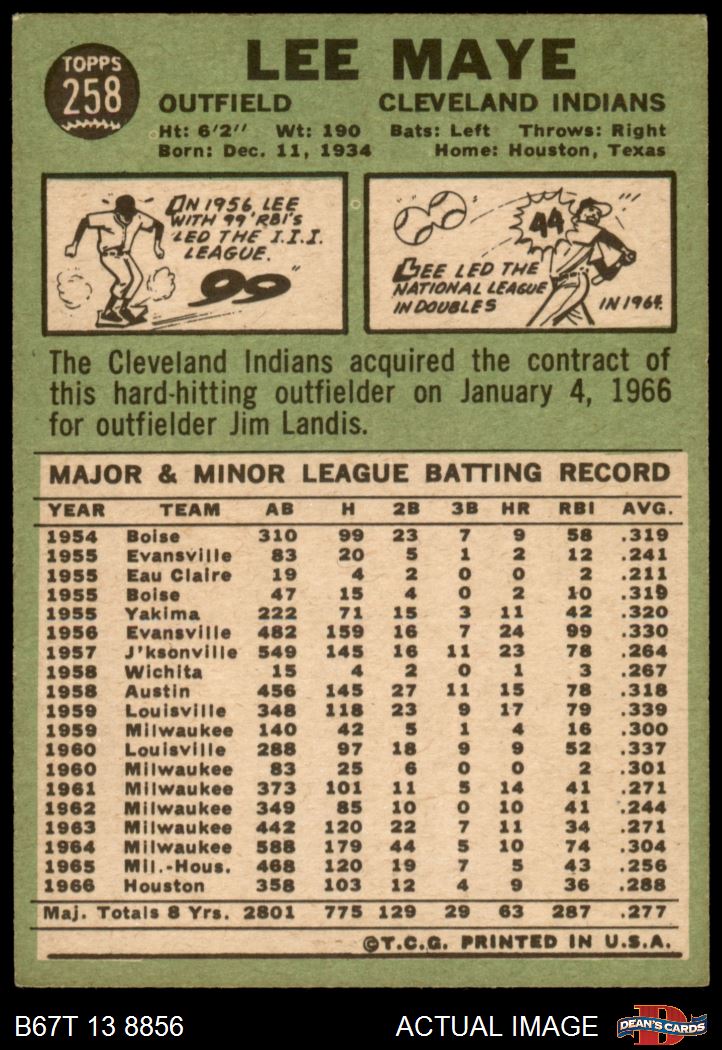 TOPPS
258
LEE MAYE
OUTFIELD CLEVELAND INDIANS
Ht: 6'2" Wt: 190 Bats: Left Throws: Right
Born: Dec. 11, 1934 Home: Houston, Texas
ON 1956, LEE
WITH 99 'RBI's
LED THE I.I.I.
LEAGUE.
99"
44
LEE LED THE
NATIONAL LEAGUE
IN DOUBLES
IN 1964.
The Cleveland Indians acquired the contract of
this hard-hitting outfielder on January 4, 1966
for outfielder Jim Landis.
MAJOR & MINOR LEAGUE BATTING RECORD
YEAR TEAM AB H 2B 3B HR RBI AVG.
1954 Boise 310 99 23 7 9 58 .319
1955 Evansville 83 20 5 1 2 12 .241
1955 Eau Claire 19 4 2 0 0 2 .211
1955 Boise 47 15 4 0 2 10 .319
1955 Yakima 222 71 15 3 11 42 .320
1956 Evansville 482 159 16 7 24 99 .330
1957 J'ksonville 549 145 16 11 23 78 .264
1958 Wichita 15 4 2 0 1 3 .267
1958 Austin 456 145 27 11 15 78 .318
1959 Louisville 348 118 23 9 17 79 .339
1959 Milwaukee 140 42 5 1 4 16 .300
1960 Louisville 288 97 18 9 9 52 .337
1960 Milwaukee 83 25 6 0 0 2 .301
1961 Milwaukee 373 101 11 5 14 41 .271
1962 Milwaukee 349 85 10 0 10 41 .244
1963 Milwaukee 442 120 22 7 11 34 .271
1964 Milwaukee 588 179 44 5 10 74 .304
1965 Mil.-Hous. 468 120 19 7 5 43 .256
1966 Houston 358 103 12 4 9 36 .288
Maj. Totals 8 Yrs. 2801 775 129 29 63 287 .277
©T.C.G. PRINTED IN U.S.A.
B67T 13 8856 ACTUAL IMAGE
D
DEAN'S CARDS